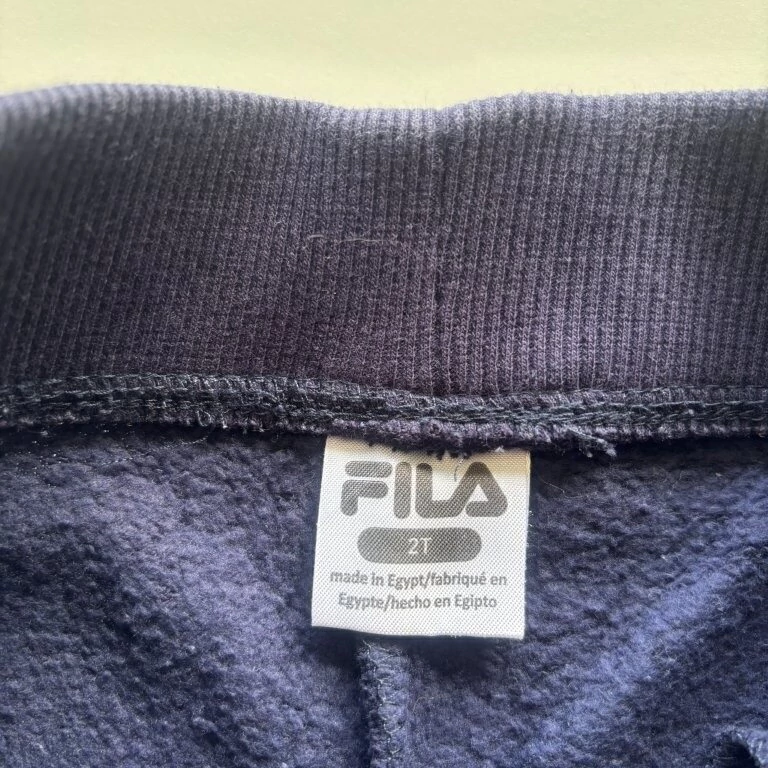 FILA
2T
made in Egypt/fabriqué en
Egypte/hecho en Egipto